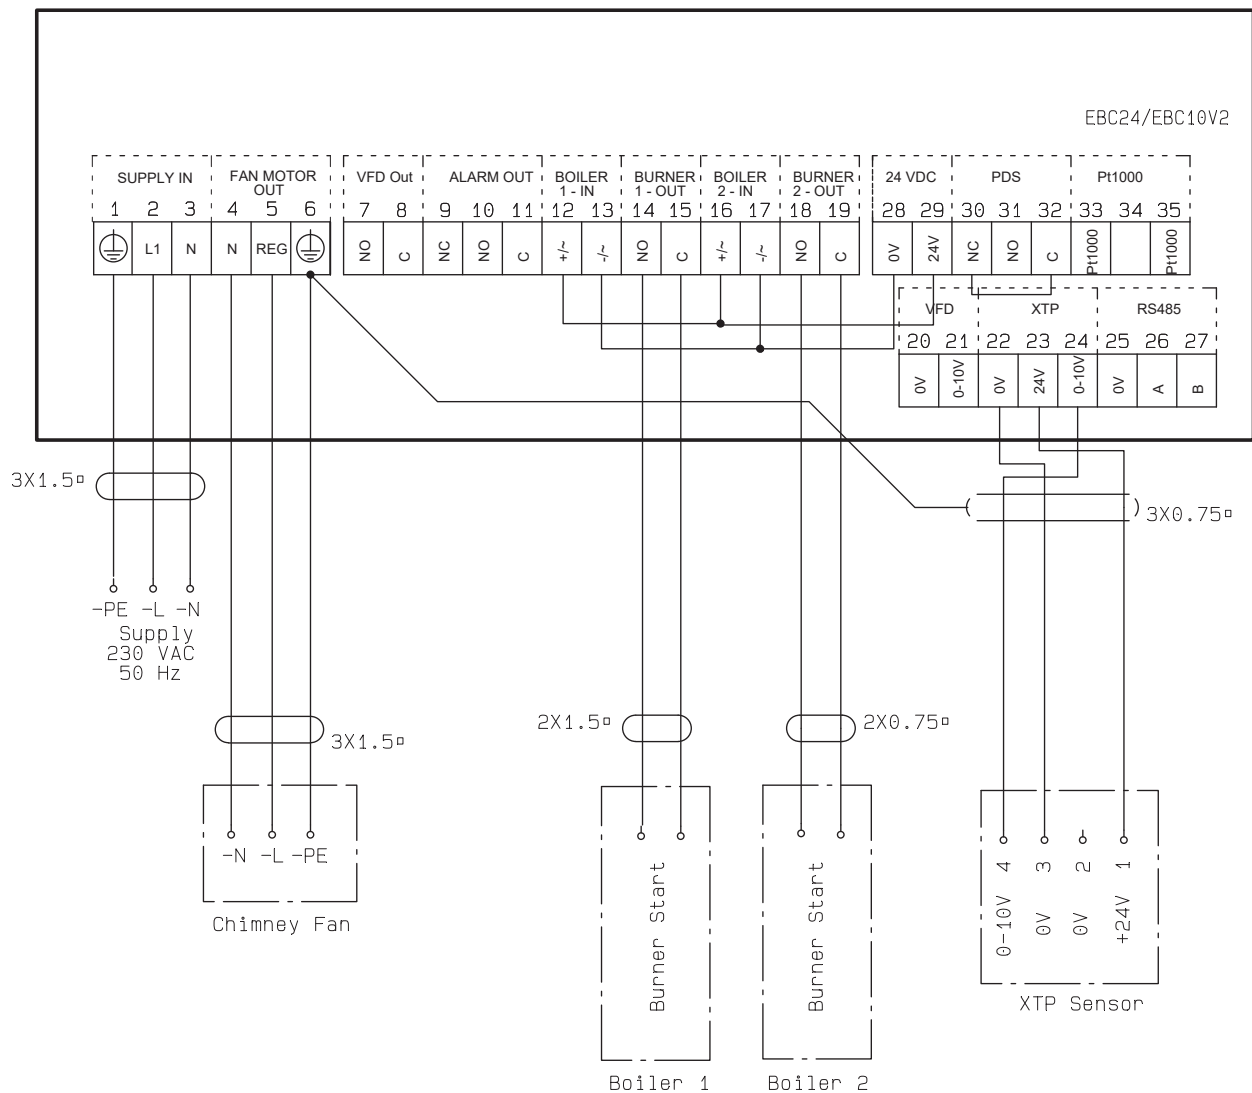 EBC24/EBC10V2
SUPPLY IN
FAN MOTOR
OUT
VFD Out
ALARM OUT
BOILER
1 - IN
BURNER
1 - OUT
BOILER
2 - IN
BURNER
2 - OUT
24 VDC
PDS
Pt1000
1 2 3 4 5 6 7 8 9 10 11 12 13 14 15 16 17 18 19 28 29 30 31 32 33 34 35
L1 N N REG NO C NC NO C +/~ -/~ NO C +/~ -/~ NO C 0V 24V NC NO C Pt1000 Pt1000
VFD XTP RS485
20 21 22 23 24 25 26 27
0V 0-10V 0V 24V 0-10V 0V A B
3X1.5▫
3X0.75▫
-PE -L -N
Supply
230 VAC
50 Hz
3X1.5▫
2X1.5▫
2X0.75▫
-N -L -PE
Chimney Fan
Burner Start
Boiler 1
Burner Start
Boiler 2
4 3 2 1
0-10V 0V 0V +24V
XTP Sensor